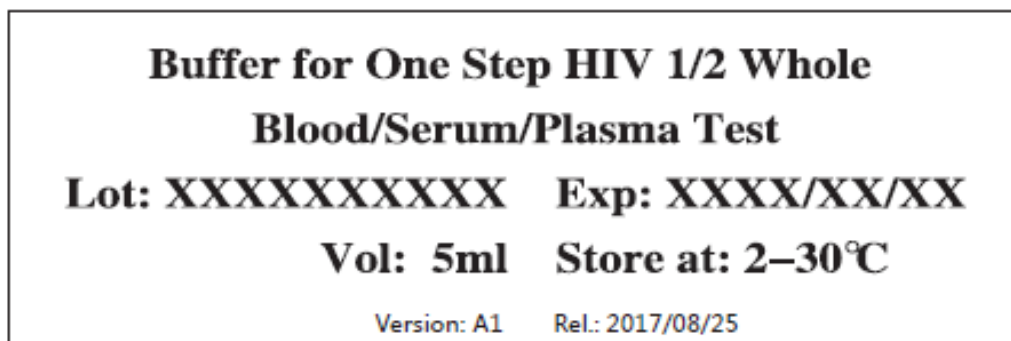 Buffer for One Step HIV 1/2 Whole
Blood/Serum/Plasma Test
Lot: XXXXXXXXXX Exp: XXXX/XX/XX
Vol: 5ml Store at: 2–30℃
Version: A1 Rel.: 2017/08/25